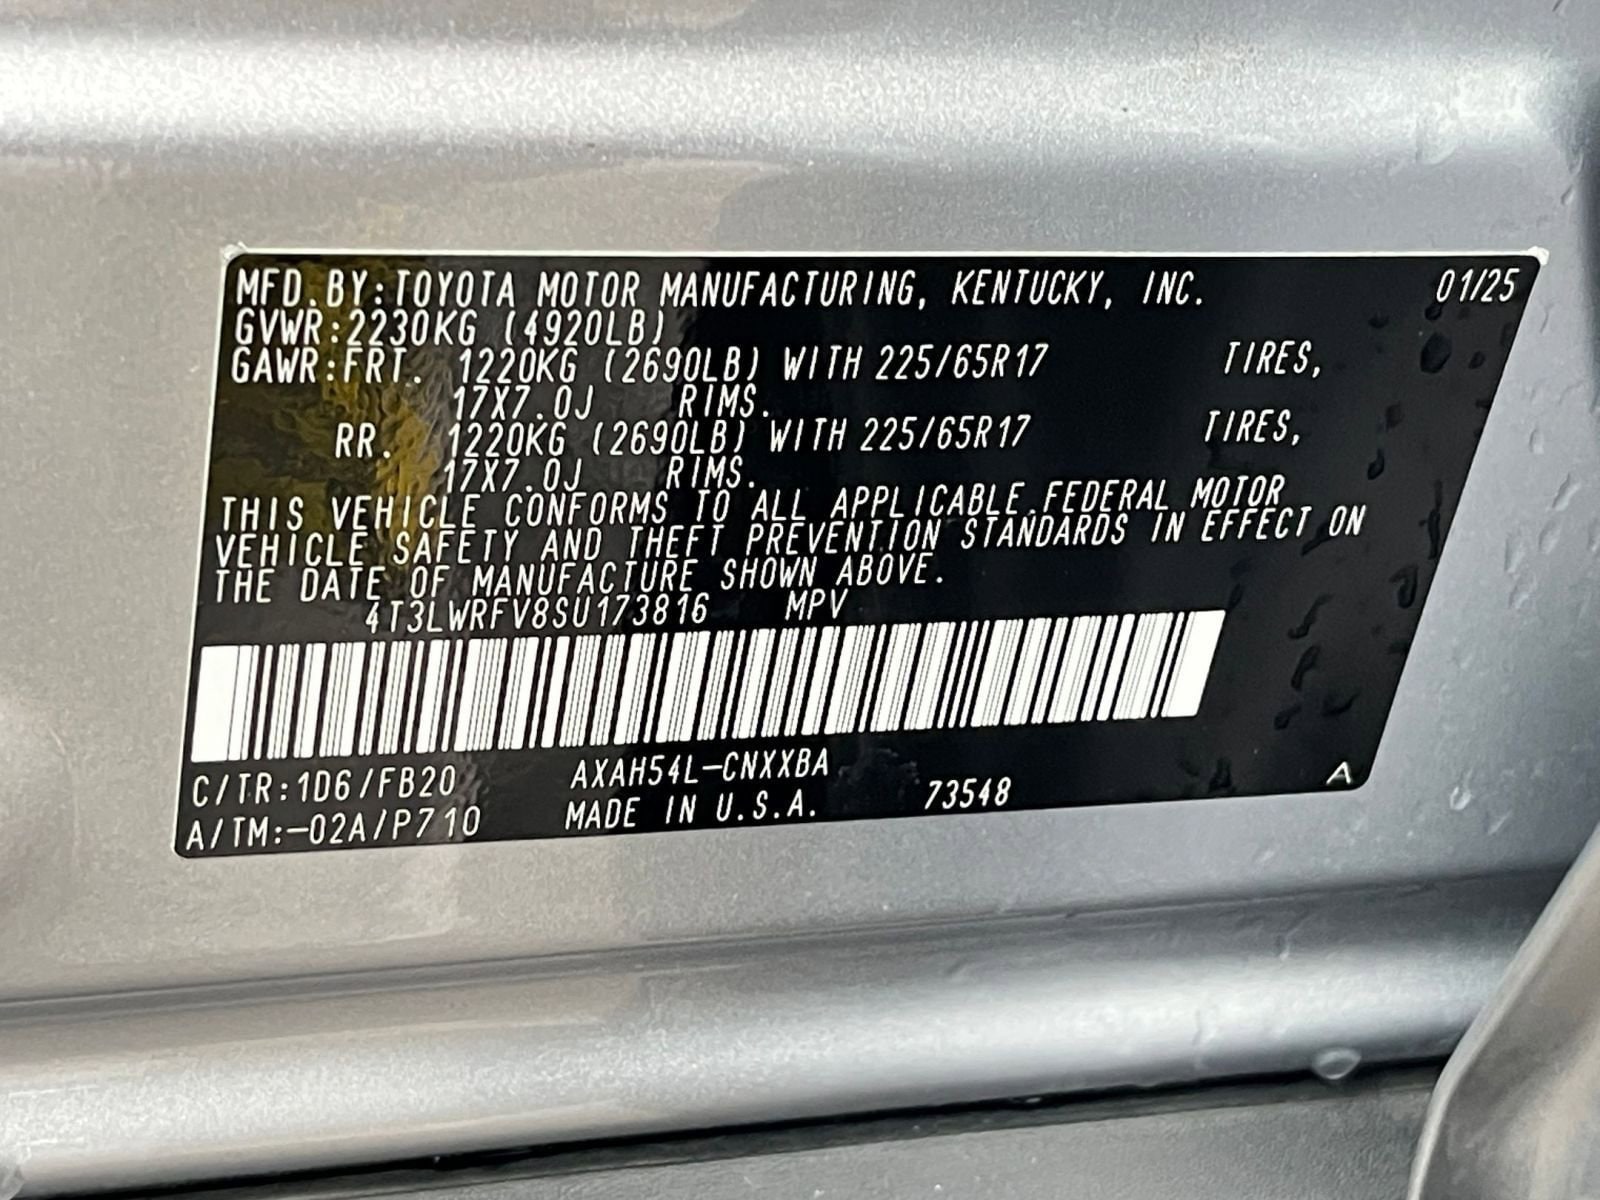 MFD.BY:TOYOTA MOTOR MANUFACTURING, KENTUCKY, INC. 01/25
GVWR:2230KG (4920LB)
GAWR:FRT. 1220KG (2690LB) WITH 225/65R17 TIRES,
17X7.0J RIMS.
RR. 1220KG (2690LB) WITH 225/65R17 TIRES,
17X7.0J RIMS.
THIS VEHICLE CONFORMS TO ALL APPLICABLE FEDERAL MOTOR
VEHICLE SAFETY AND THEFT PREVENTION STANDARDS IN EFFECT ON
THE DATE OF MANUFACTURE SHOWN ABOVE.
4T3LWRFV8SU173816 MPV
C/TR:1D6/FB20 AXAH54L-CNXXBA
A/TM:-02A/P710 MADE IN U.S.A. 73548 A